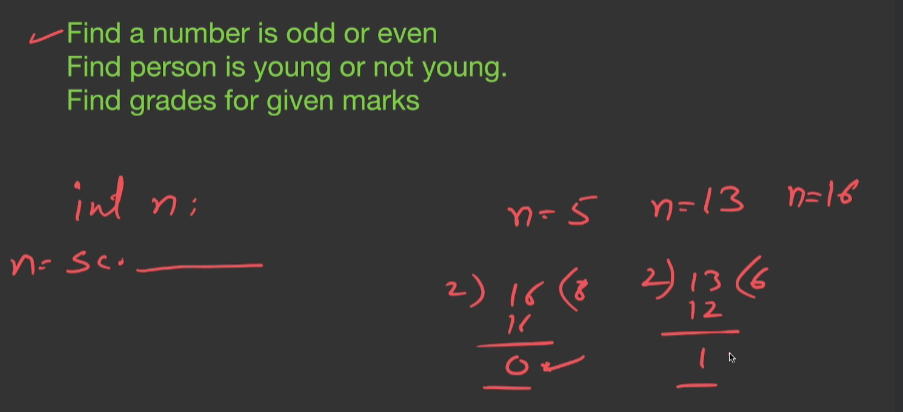 Find a number is odd or even
Find person is young or not young.
Find grades for given marks
int n;
n= sc.
n=5 n=13 n=16
2) 16 (8
16
0
2) 13 (6
12
1